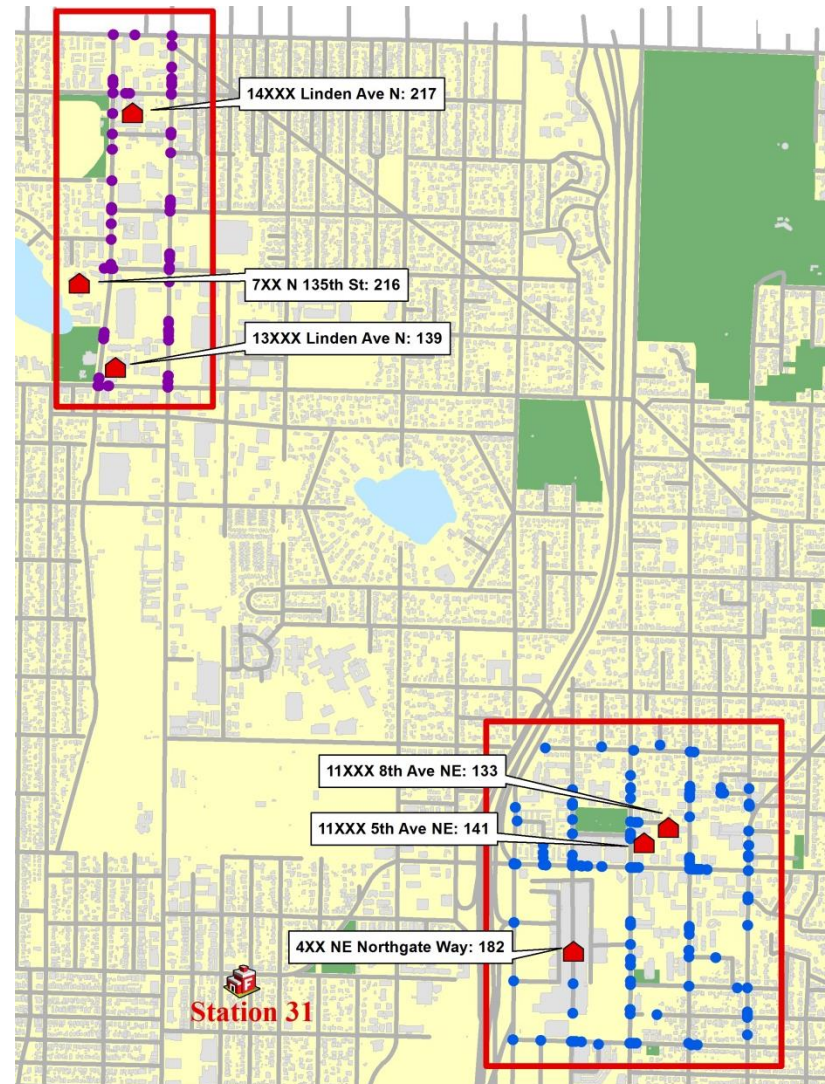 14XXX Linden Ave N: 217
7XX N 135th St: 216
13XXX Linden Ave N: 139
11XXX 8th Ave NE: 133
11XXX 5th Ave NE: 141
4XX NE Northgate Way: 182
F
Station 31